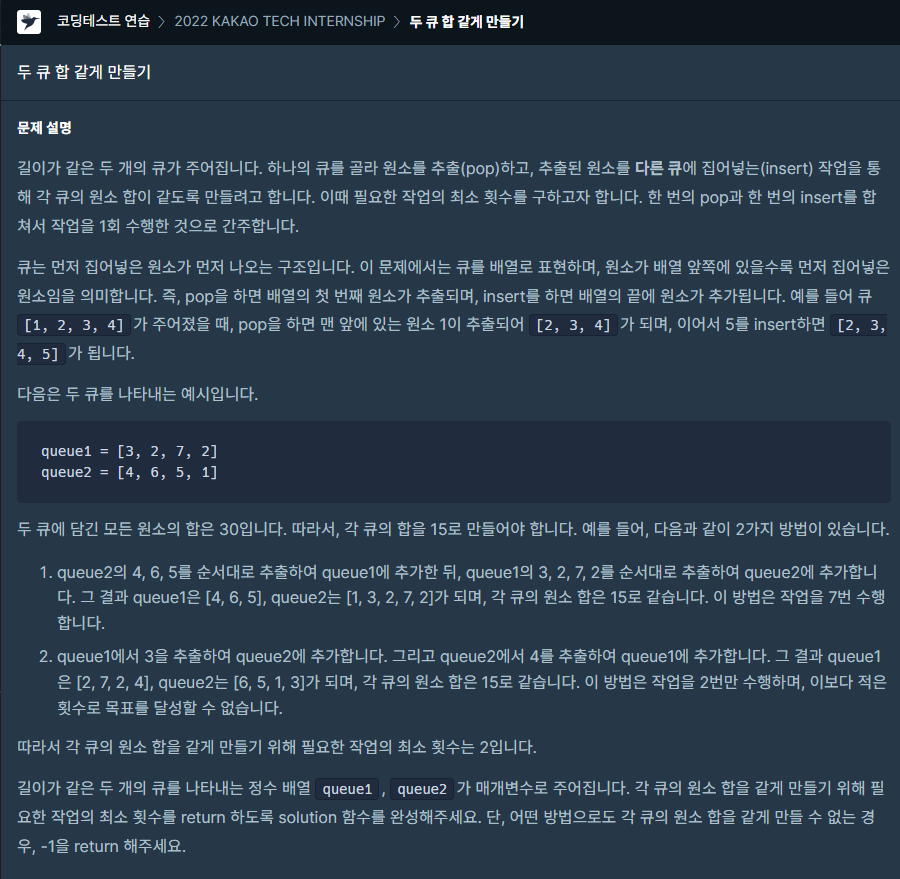 코딩테스트 연습 > 2022 KAKAO TECH INTERNSHIP > 두 큐 합 같게 만들기
두 큐 합 같게 만들기
문제 설명
길이가 같은 두 개의 큐가 주어집니다. 하나의 큐를 골라 원소를 추출(pop)하고, 추출된 원소를 다른 큐에 집어넣는(insert) 작업을 통
해 각 큐의 원소 합이 같도록 만들려고 합니다. 이때 필요한 작업의 최소 횟수를 구하고자 합니다. 한 번의 pop과 한 번의 insert를 합
쳐서 작업을 1회 수행한 것으로 간주합니다.
큐는 먼저 집어넣은 원소가 먼저 나오는 구조입니다. 이 문제에서는 큐를 배열로 표현하며, 원소가 배열 앞쪽에 있을수록 먼저 집어넣은
원소임을 의미합니다. 즉, pop을 하면 배열의 첫 번째 원소가 추출되며, insert를 하면 배열의 끝에 원소가 추가됩니다. 예를 들어 큐
[1, 2, 3, 4] 가 주어졌을 때, pop을 하면 맨 앞에 있는 원소 1이 추출되어 [2, 3, 4] 가 되며, 이어서 5를 insert하면 [2, 3,
4, 5] 가 됩니다.
다음은 두 큐를 나타내는 예시입니다.
queue1 = [3, 2, 7, 2]
queue2 = [4, 6, 5, 1]
두 큐에 담긴 모든 원소의 합은 30입니다. 따라서, 각 큐의 합을 15로 만들어야 합니다. 예를 들어, 다음과 같이 2가지 방법이 있습니다.
1. queue2의 4, 6, 5를 순서대로 추출하여 queue1에 추가한 뒤, queue1의 3, 2, 7, 2를 순서대로 추출하여 queue2에 추가합니
다. 그 결과 queue1은 [4, 6, 5], queue2는 [1, 3, 2, 7, 2]가 되며, 각 큐의 원소 합은 15로 같습니다. 이 방법은 작업을 7번 수행
합니다.
2. queue1에서 3을 추출하여 queue2에 추가합니다. 그리고 queue2에서 4를 추출하여 queue1에 추가합니다. 그 결과 queue1
은 [2, 7, 2, 4], queue2는 [6, 5, 1, 3]가 되며, 각 큐의 원소 합은 15로 같습니다. 이 방법은 작업을 2번만 수행하며, 이보다 적은
횟수로 목표를 달성할 수 없습니다.
따라서 각 큐의 원소 합을 같게 만들기 위해 필요한 작업의 최소 횟수는 2입니다.
길이가 같은 두 개의 큐를 나타내는 정수 배열 queue1 , queue2 가 매개변수로 주어집니다. 각 큐의 원소 합을 같게 만들기 위해 필
요한 작업의 최소 횟수를 return 하도록 solution 함수를 완성해주세요. 단, 어떤 방법으로도 각 큐의 원소 합을 같게 만들 수 없는 경
우, -1을 return 해주세요.